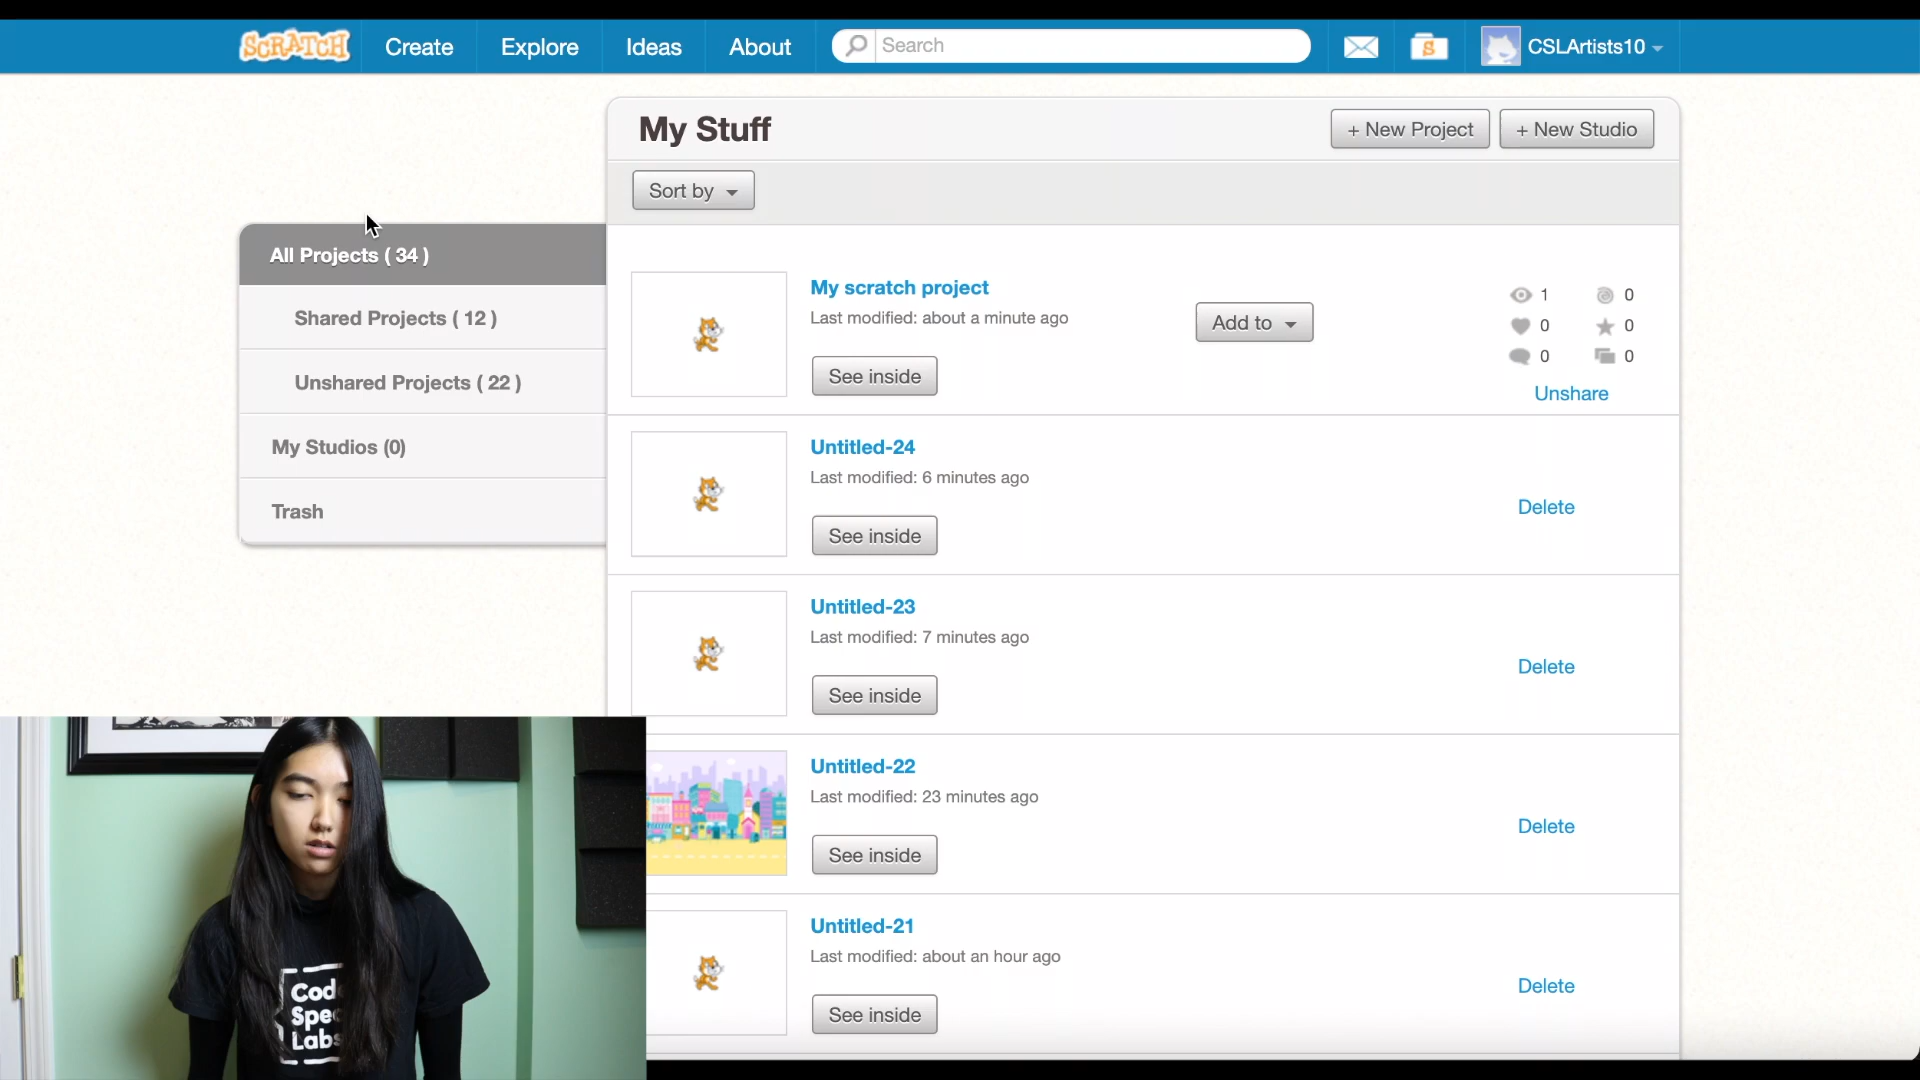 SCRATCH Create Explore Ideas About Search S CSLArtists10
My Stuff + New Project + New Studio
Sort by
All Projects ( 34 )
Shared Projects ( 12 )
Unshared Projects ( 22 )
My Studios (0)
Trash
My scratch project
Last modified: about a minute ago
See inside
Add to
1 0
0 0
0 0
Unshare
Untitled-24
Last modified: 6 minutes ago
See inside
Delete
Untitled-23
Last modified: 7 minutes ago
See inside
Delete
Untitled-22
Last modified: 23 minutes ago
See inside
Delete
Untitled-21
Last modified: about an hour ago
See inside
Delete
Code
Spe
Labs